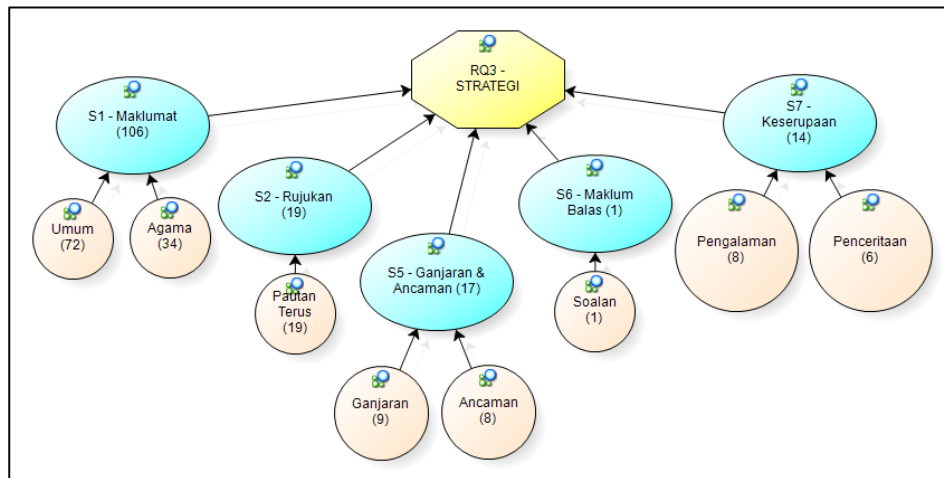 RQ3 -
STRATEGI
S1 - Maklumat
(106)
Umum
(72)
Agama
(34)
S2 - Rujukan
(19)
Pautan
Terus
(19)
S5 - Ganjaran &
Ancaman (17)
Ganjaran
(9)
Ancaman
(8)
S6 - Maklum
Balas (1)
Soalan
(1)
S7 -
Keserupaan
(14)
Pengalaman
(8)
Penceritaan
(6)